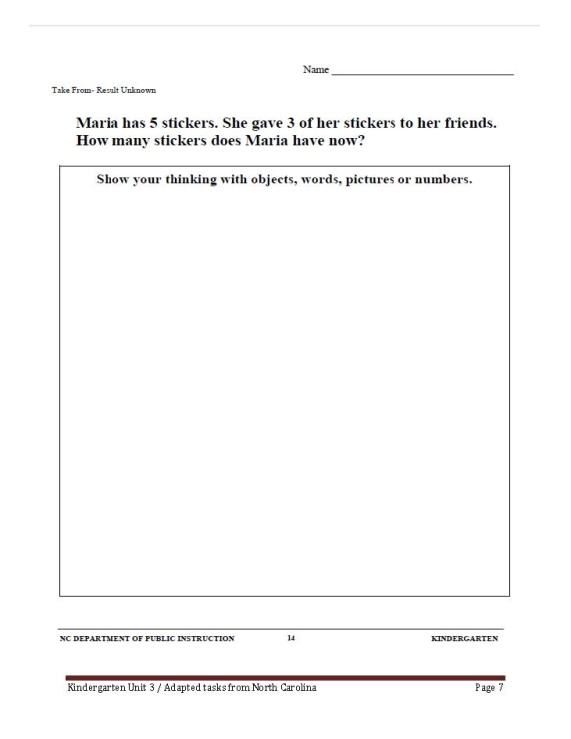 Name
Take From- Result Unknown
Maria has 5 stickers. She gave 3 of her stickers to her friends.
How many stickers does Maria have now?
Show your thinking with objects, words, pictures or numbers.
NC DEPARTMENT OF PUBLIC INSTRUCTION 14 KINDERGARTEN
Kindergarten Unit 3 / Adapted tasks from North Carolina Page 7